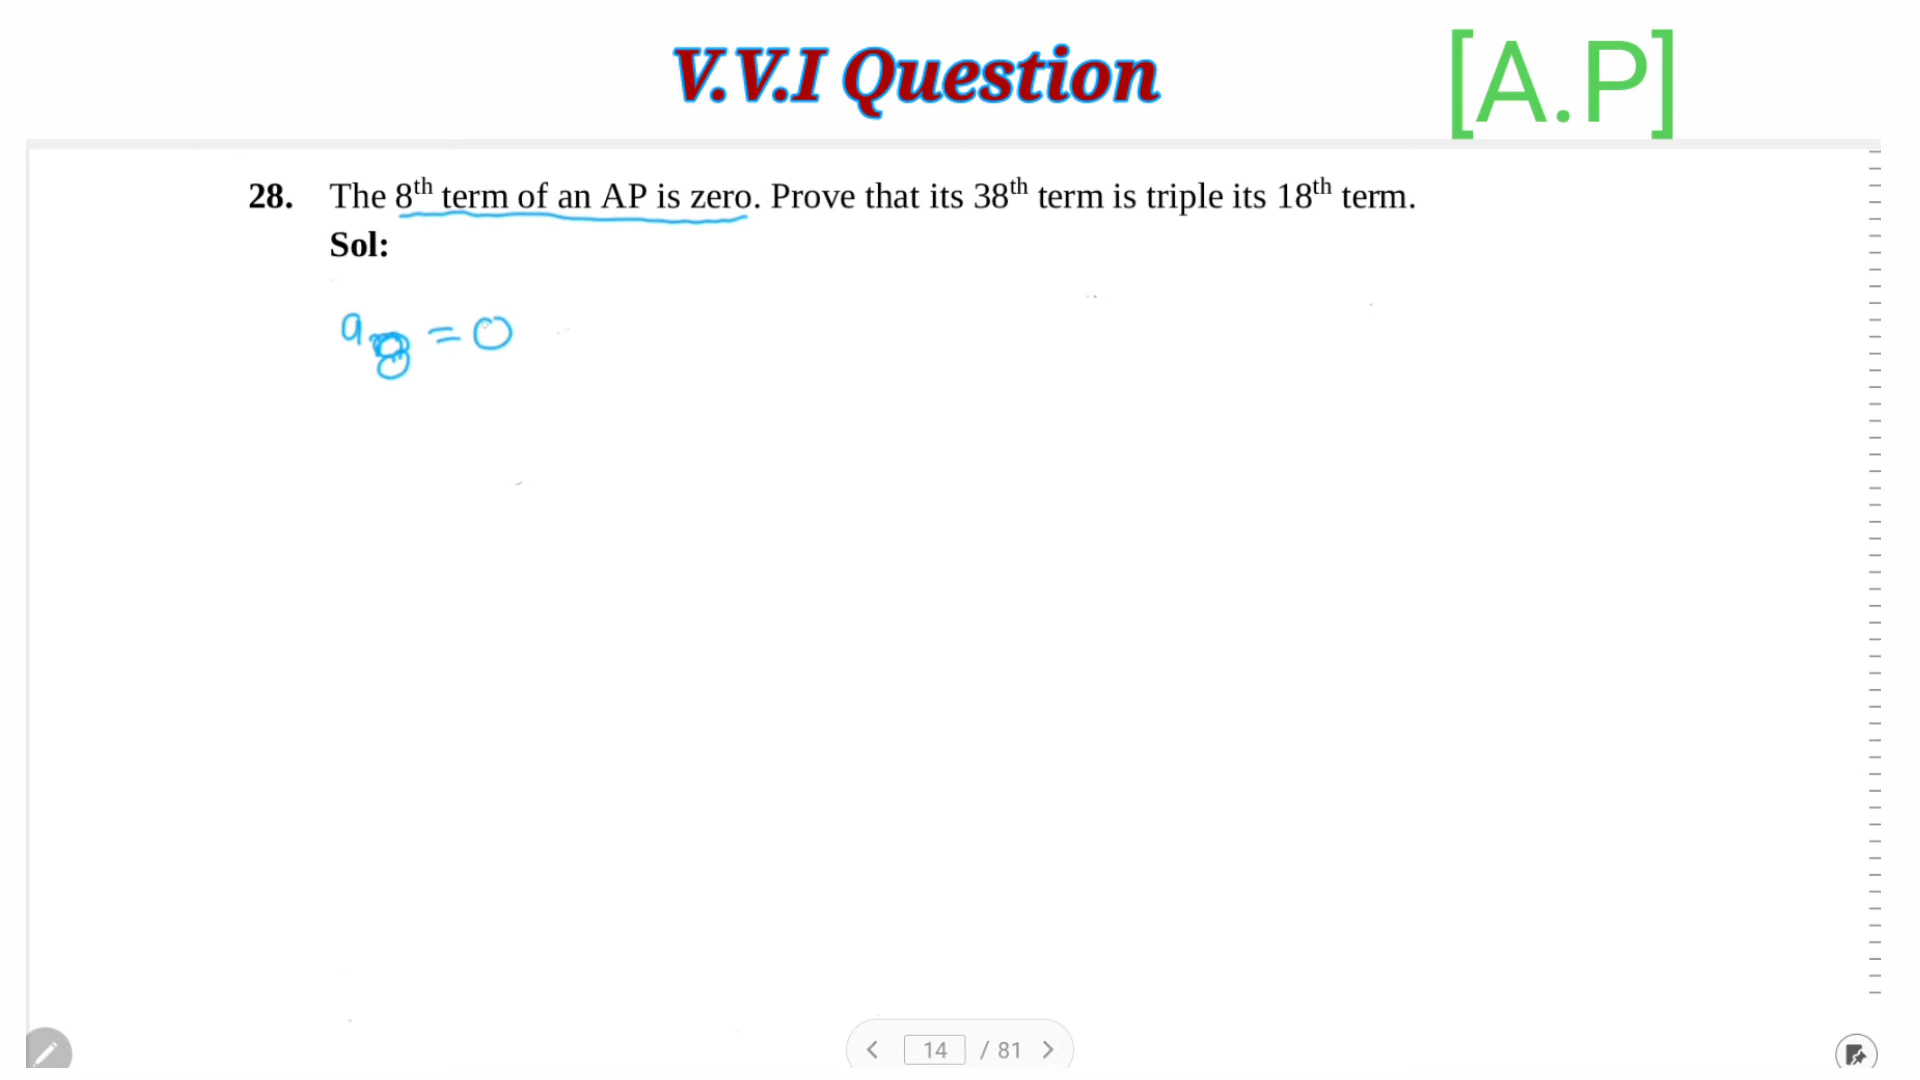 V.V.I Question
[A.P]
28. The 8th term of an AP is zero. Prove that its 38th term is triple its 18th term.
Sol:
a8 = 0
14 / 81